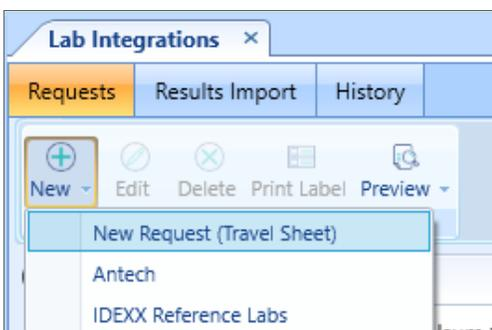 Lab Integrations ×
Requests Results Import History
New Edit Delete Print Label Preview
New Request (Travel Sheet)
Antech
IDEXX Reference Labs